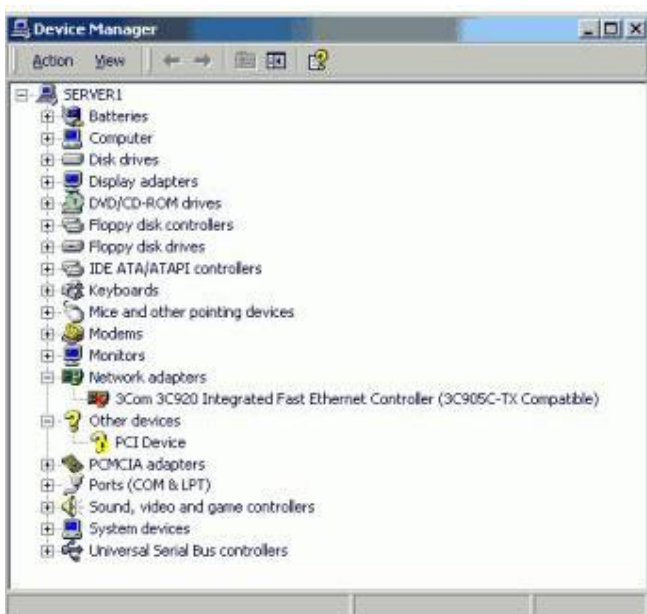 Device Manager
Action View
SERVER1
Batteries
Computer
Disk drives
Display adapters
DVD/CD-ROM drives
Floppy disk controllers
Floppy disk drives
IDE ATA/ATAPI controllers
Keyboards
Mice and other pointing devices
Modems
Monitors
Network adapters
3Com 3C920 Integrated Fast Ethernet Controller (3C905C-TX Compatible)
Other devices
PCI Device
PCMCIA adapters
Ports (COM & LPT)
Sound, video and game controllers
System devices
Universal Serial Bus controllers